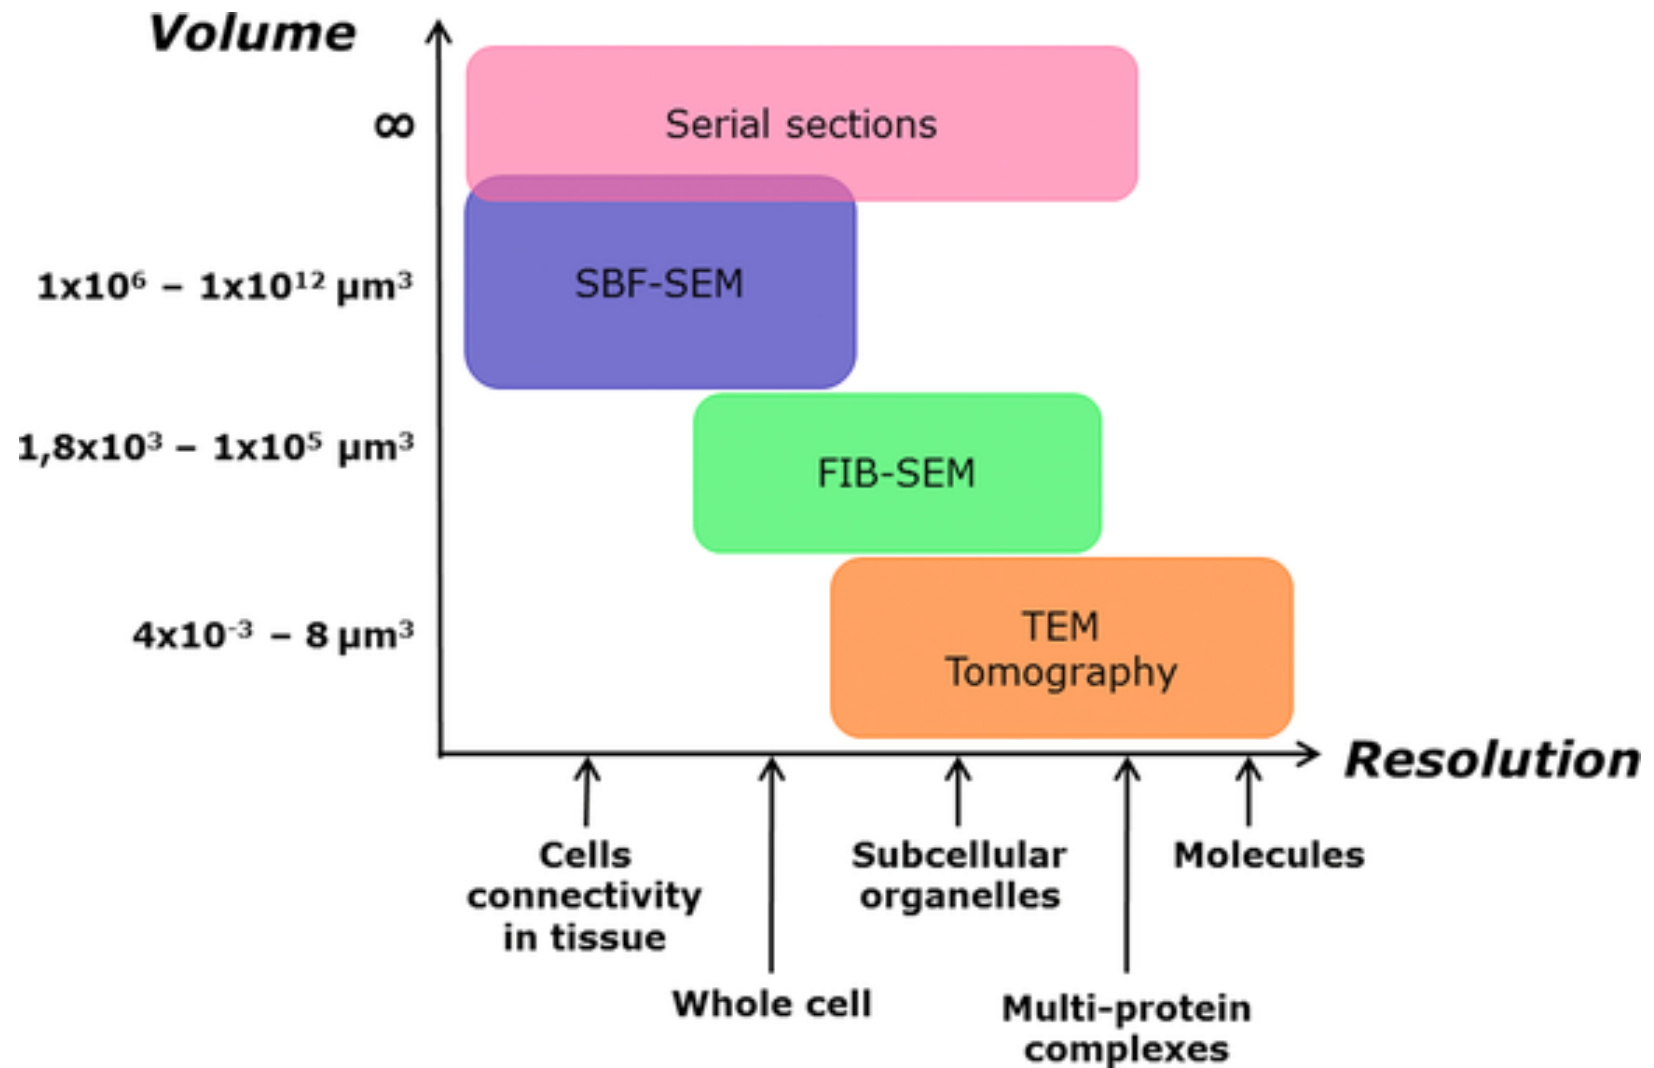 Volume
∞
Serial sections
1x10⁶ – 1x10¹² µm³
SBF-SEM
1,8x10³ – 1x10⁵ µm³
FIB-SEM
4x10⁻³ – 8 µm³
TEM
Tomography
Resolution
Cells
connectivity
in tissue
Whole cell
Subcellular
organelles
Multi-protein
complexes
Molecules